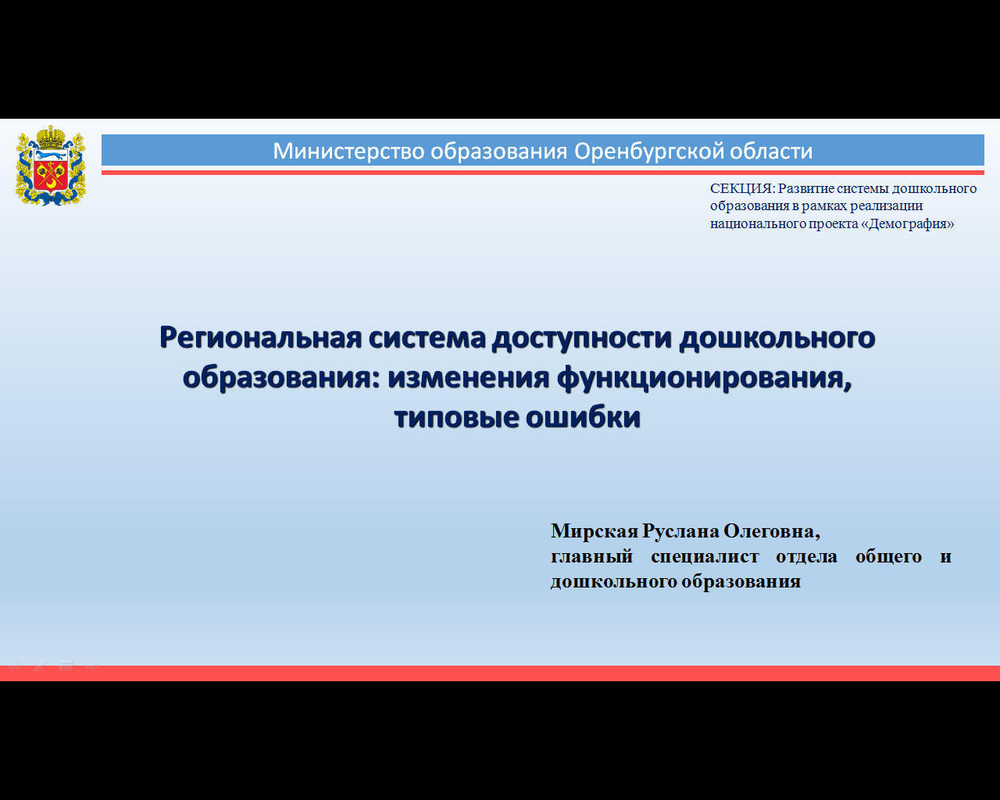 Министерство образования Оренбургской области
СЕКЦИЯ: Развитие системы дошкольного
образования в рамках реализации
национального проекта «Демография»
Региональная система доступности дошкольного
образования: изменения функционирования,
типовые ошибки
Мирская Руслана Олеговна,
главный специалист отдела общего и
дошкольного образования